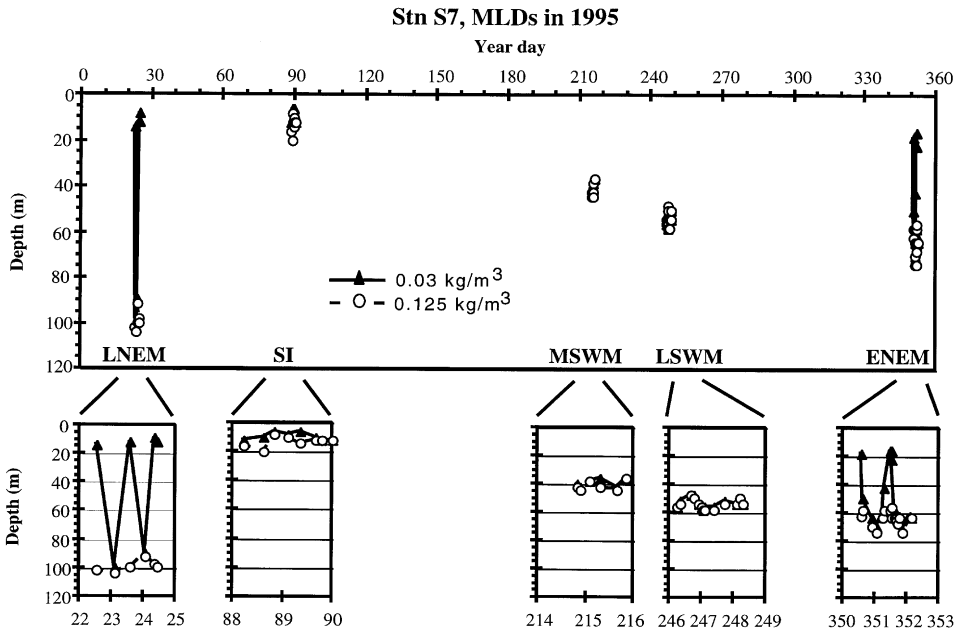 Stn S7, MLDs in 1995
Year day
0 30 60 90 120 150 180 210 240 270 300 330 360
Depth (m)
0
20
40
60
80
100
120
0.03 kg/m3
0.125 kg/m3
LNEM SI MSWM LSWM ENEM
Depth (m)
0
20
40
60
80
100
120
22 23 24 25 88 89 90 214 215 216 246 247 248 249 350 351 352 353